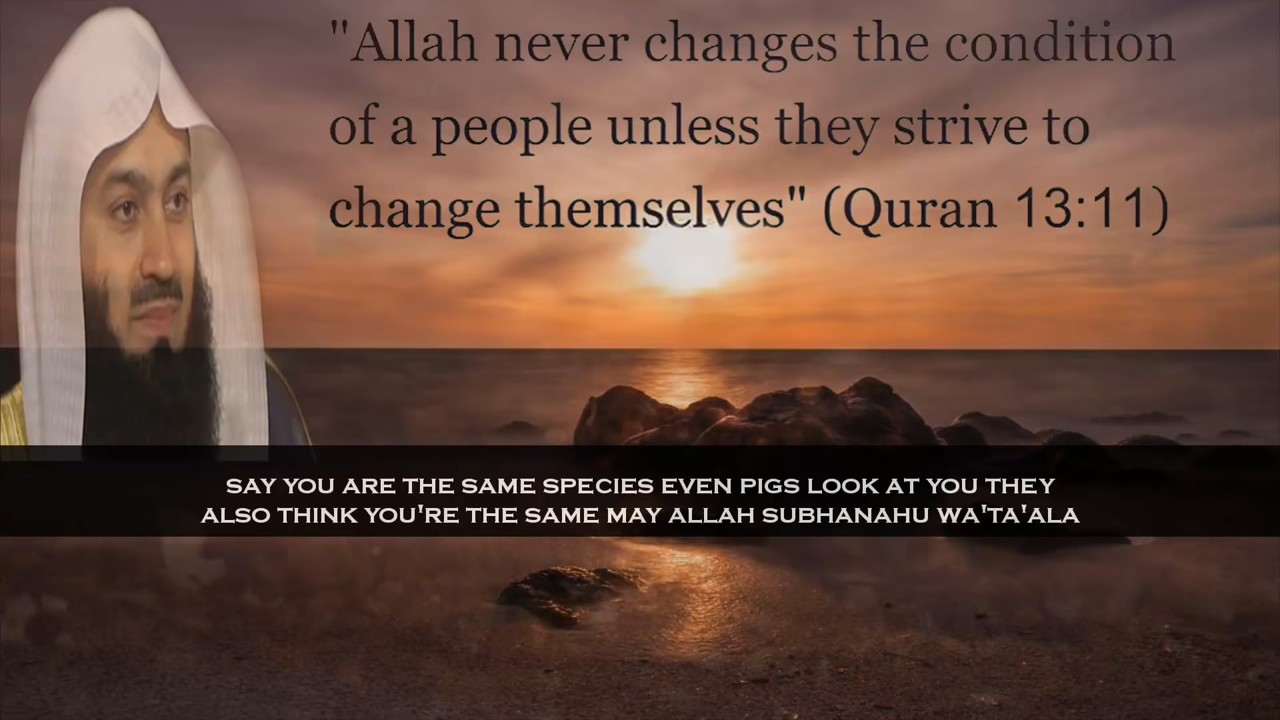 "Allah never changes the condition
of a people unless they strive to
change themselves" (Quran 13:11)
SAY YOU ARE THE SAME SPECIES EVEN PIGS LOOK AT YOU THEY
ALSO THINK YOU'RE THE SAME MAY ALLAH SUBHANAHU WA'TA'ALA